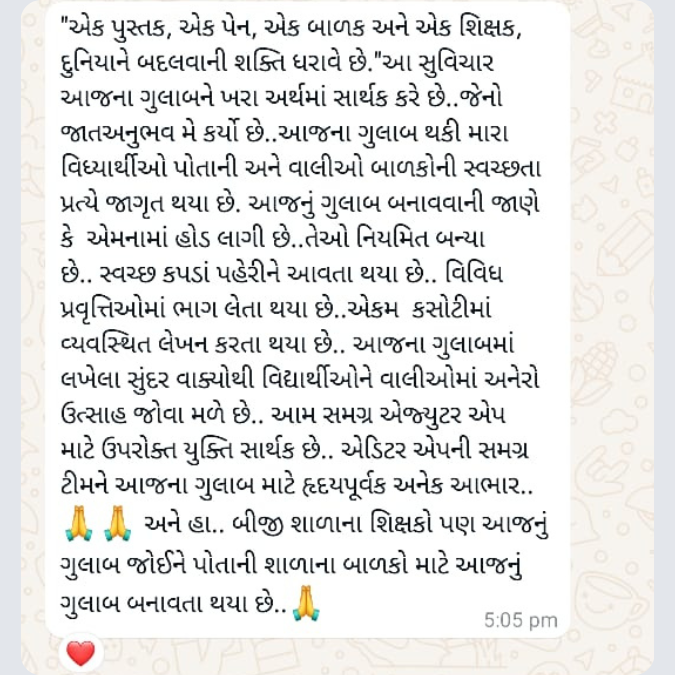 "એક પુસ્તક, એક પેન, એક બાળક અને એક શિક્ષક,
દુનિયાને બદલવાની શક્તિ ધરાવે છે."આ સુવિચાર
આજના ગુલાબને ખરા અર્થમાં સાર્થક કરે છે..જેનો
જાતઅનુભવ મે કર્યો છે..આજના ગુલાબ થકી મારા
વિધ્યાર્થીઓ પોતાની અને વાલીઓ બાળકોની સ્વચ્છતા
પ્રત્યે જાગૃત થયા છે. આજનું ગુલાબ બનાવવાની જાણે
કે  એમનામાં હોડ લાગી છે..તેઓ નિયમિત બન્યા
છે.. સ્વચ્છ કપડાં પહેરીને આવતા થયા છે.. વિવિધ
પ્રવૃત્તિઓમાં ભાગ લેતા થયા છે..એકમ  કસોટીમાં
વ્યવસ્થિત લેખન કરતા થયા છે.. આજના ગુલાબમાં
લખેલા સુંદર વાક્યોથી વિદ્યાર્થીઓને વાલીઓમાં અનેરો
ઉત્સાહ જોવા મળે છે.. આમ સમગ્ર એજ્યુટર એપ
માટે ઉપરોક્ત યુક્તિ સાર્થક છે.. એડિટર એપની સમગ્ર
ટીમને આજના ગુલાબ માટે હૃદયપૂર્વક અનેક આભાર..
🙏 🙏 અને હા.. બીજી શાળાના શિક્ષકો પણ આજનું
ગુલાબ જોઈને પોતાની શાળાના બાળકો માટે આજનું
ગુલાબ બનાવતા થયા છે..🙏
5:05 pm